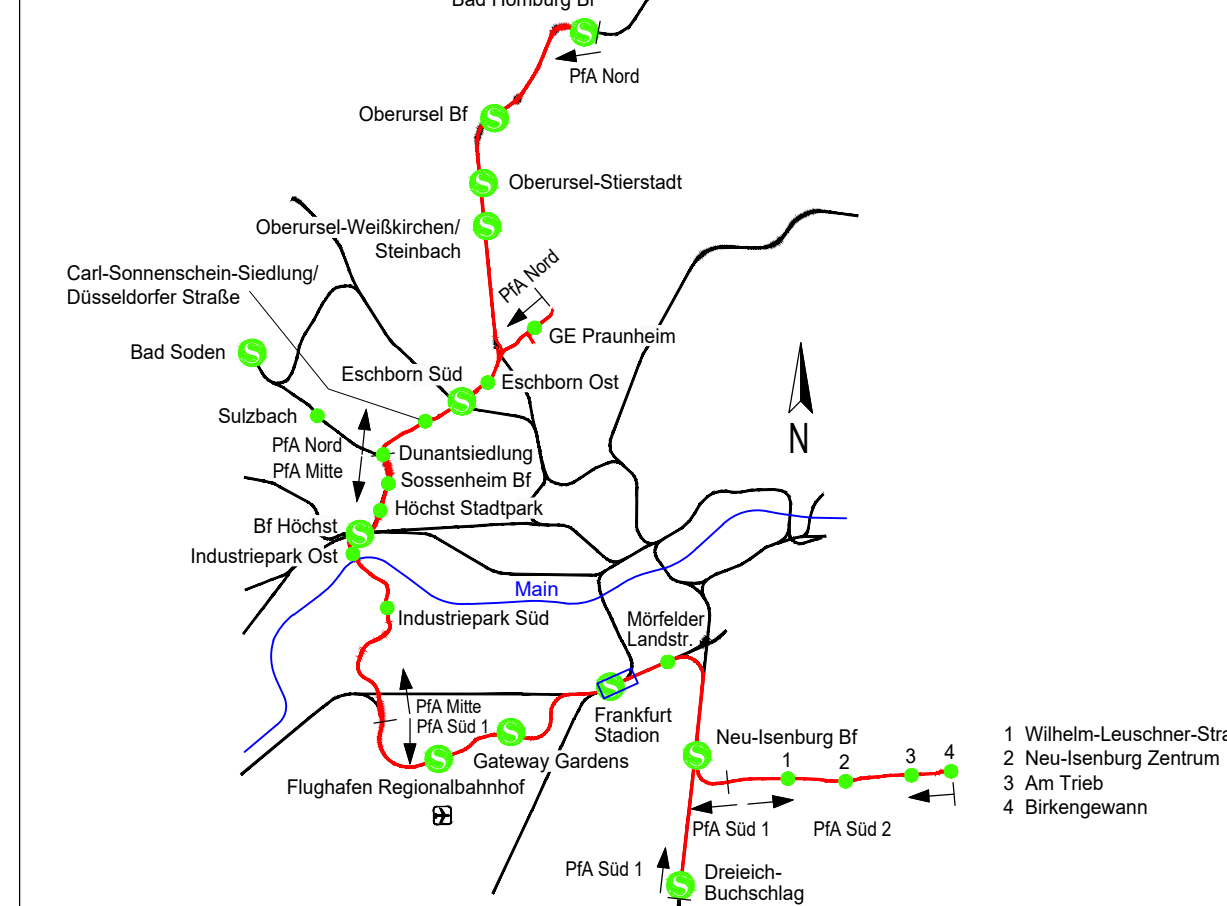 Bad Homburg Bf
PfA Nord
Oberursel Bf
Oberursel-Stierstadt
Oberursel-Weißkirchen/
Steinbach
PfA Nord
Carl-Sonnenschein-Siedlung/
Düsseldorfer Straße
GE Praunheim
Bad Soden
Eschborn Süd
Eschborn Ost
Sulzbach
PfA Nord
PfA Mitte
Dunantsiedlung
Sossenheim Bf
Höchst Stadtpark
N
Bf Höchst
Industriepark Ost
Main
Industriepark Süd
Mörfelder
Landstr.
PfA Mitte
PfA Süd 1
Frankfurt
Stadion
Gateway Gardens
Flughafen Regionalbahnhof
Neu-Isenburg Bf
1
2
3
4
PfA Süd 1
PfA Süd 2
1 Wilhelm-Leuschner-Stra
2 Neu-Isenburg Zentrum
3 Am Trieb
4 Birkengewann
PfA Süd 1
Dreieich-
Buchschlag